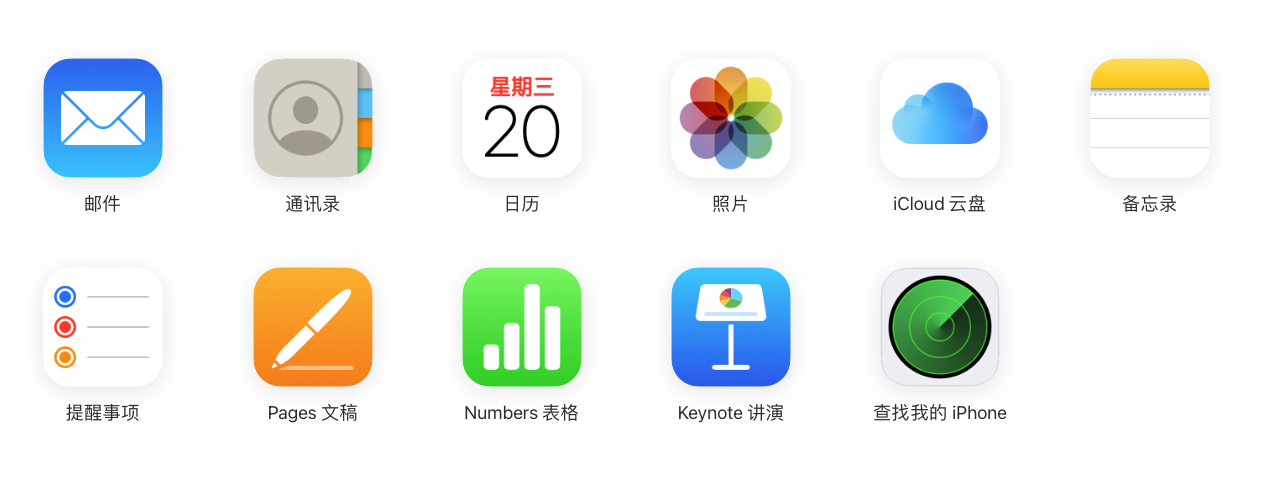 星期三
20
邮件
通讯录
日历
照片
iCloud 云盘
备忘录
提醒事项
Pages 文稿
Numbers 表格
Keynote 讲演
查找我的 iPhone